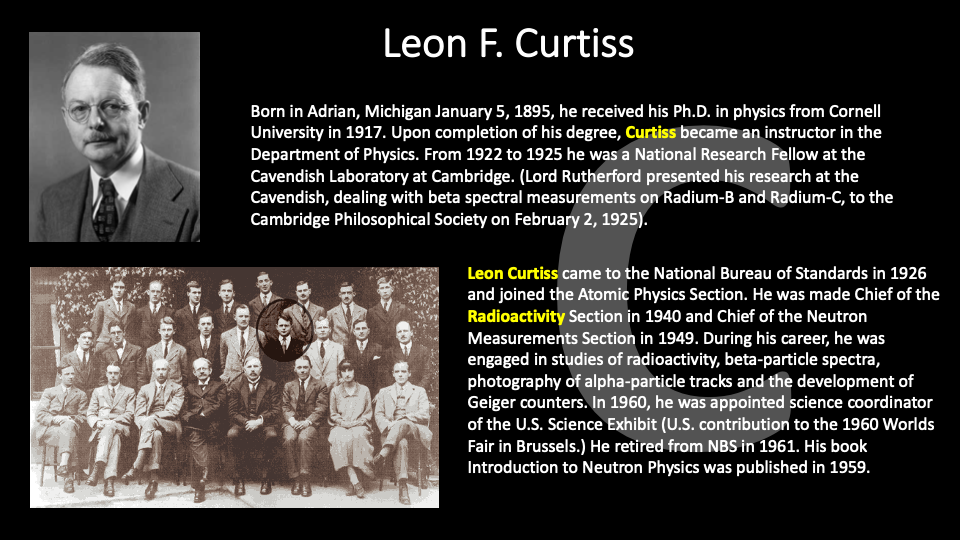 Leon F. Curtiss
Born in Adrian, Michigan January 5, 1895, he received his Ph.D. in physics from Cornell
University in 1917. Upon completion of his degree, Curtiss became an instructor in the
Department of Physics. From 1922 to 1925 he was a National Research Fellow at the
Cavendish Laboratory at Cambridge. (Lord Rutherford presented his research at the
Cavendish, dealing with beta spectral measurements on Radium-B and Radium-C, to the
Cambridge Philosophical Society on February 2, 1925).
Leon Curtiss came to the National Bureau of Standards in 1926
and joined the Atomic Physics Section. He was made Chief of the
Radioactivity Section in 1940 and Chief of the Neutron
Measurements Section in 1949. During his career, he was
engaged in studies of radioactivity, beta-particle spectra,
photography of alpha-particle tracks and the development of
Geiger counters. In 1960, he was appointed science coordinator
of the U.S. Science Exhibit (U.S. contribution to the 1960 Worlds
Fair in Brussels.) He retired from NBS in 1961. His book
Introduction to Neutron Physics was published in 1959.
C